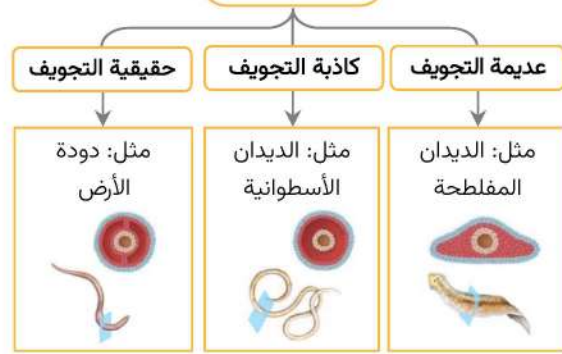 عديمة التجويف
كاذبة التجويف
حقيقية التجويف
مثل: الديدان
المفلطحة
مثل: الديدان
الأسطوانية
مثل: دودة
الأرض